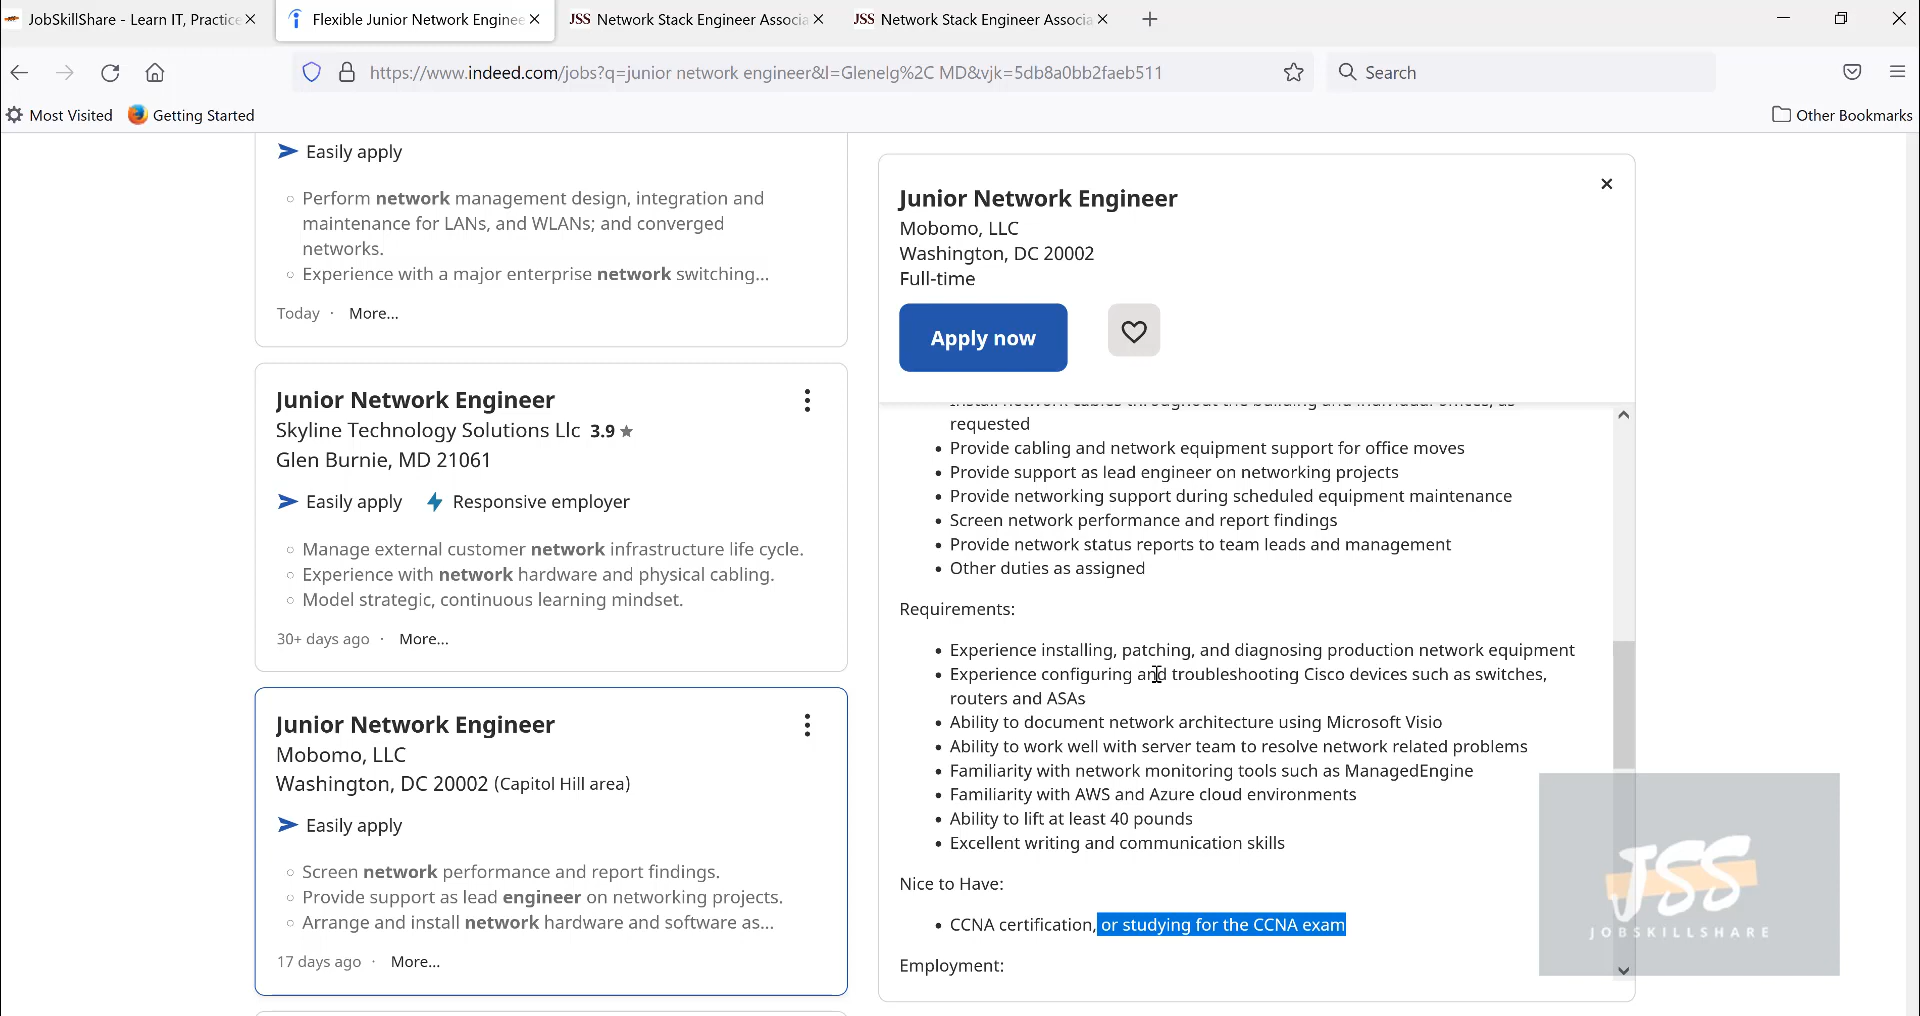 JobSkillShare - Learn IT, Practice
Flexible Junior Network Enginee
JSS Network Stack Engineer Associa
JSS Network Stack Engineer Associa
https://www.indeed.com/jobs?q=junior network engineer&l=Glenelg%2C MD&vjk=5db8a0bb2faeb511
Search
Most Visited
Getting Started
Other Bookmarks
Easily apply
Perform network management design, integration and
maintenance for LANs, and WLANs; and converged
networks.
Experience with a major enterprise network switching...
Today · More...
Junior Network Engineer
Skyline Technology Solutions Llc 3.9
Glen Burnie, MD 21061
Easily apply Responsive employer
Manage external customer network infrastructure life cycle.
Experience with network hardware and physical cabling.
Model strategic, continuous learning mindset.
30+ days ago · More...
Junior Network Engineer
Mobomo, LLC
Washington, DC 20002 (Capitol Hill area)
Easily apply
Screen network performance and report findings.
Provide support as lead engineer on networking projects.
Arrange and install network hardware and software as...
17 days ago · More...
Junior Network Engineer
Mobomo, LLC
Washington, DC 20002
Full-time
Apply now
Install network cables throughout the building and individual offices, as
requested
Provide cabling and network equipment support for office moves
Provide support as lead engineer on networking projects
Provide networking support during scheduled equipment maintenance
Screen network performance and report findings
Provide network status reports to team leads and management
Other duties as assigned
Requirements:
Experience installing, patching, and diagnosing production network equipment
Experience configuring and troubleshooting Cisco devices such as switches,
routers and ASAs
Ability to document network architecture using Microsoft Visio
Ability to work well with server team to resolve network related problems
Familiarity with network monitoring tools such as ManagedEngine
Familiarity with AWS and Azure cloud environments
Ability to lift at least 40 pounds
Excellent writing and communication skills
Nice to Have:
CCNA certification, or studying for the CCNA exam
Employment:
JSS
JOBSKILLSHARE